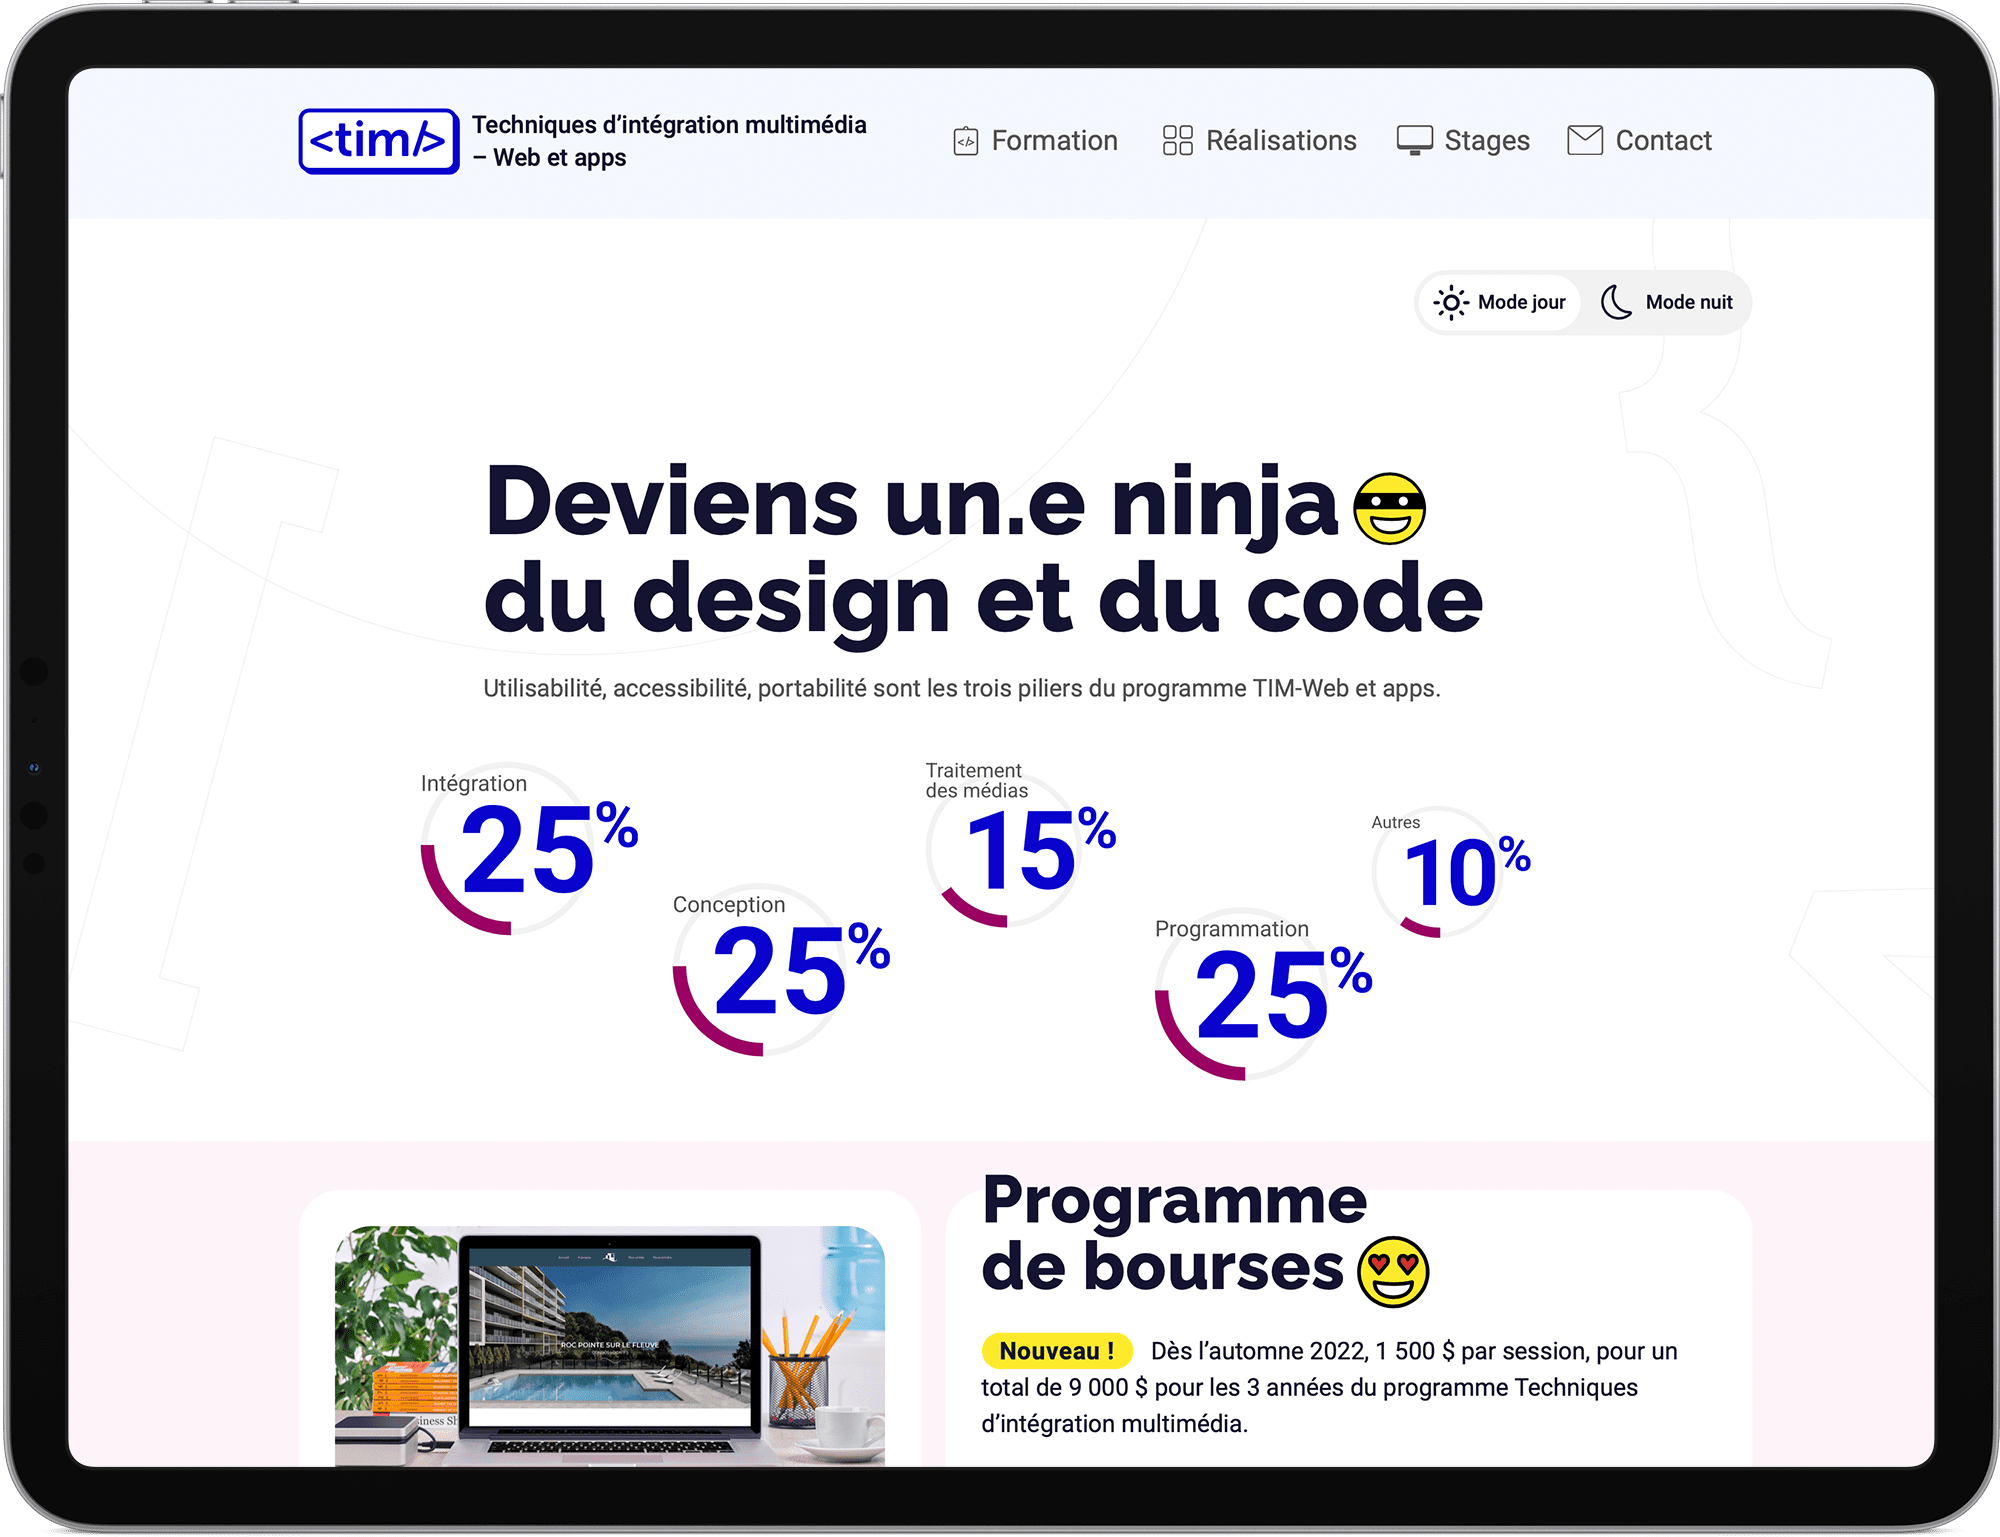 <tim/>
Techniques d’intégration multimédia
– Web et apps
Formation
Réalisations
Stages
Contact
Mode jour
Mode nuit
Deviens un.e ninja
du design et du code
Utilisabilité, accessibilité, portabilité sont les trois piliers du programme TIM-Web et apps.
Intégration
25%
Conception
25%
Traitement
des médias
15%
Programmation
25%
Autres
10%
Programme
de bourses
Nouveau ! Dès l’automne 2022, 1 500 $ par session, pour un
total de 9 000 $ pour les 3 années du programme Techniques
d’intégration multimédia.
ROC POINTE SUR LE FLEUVE